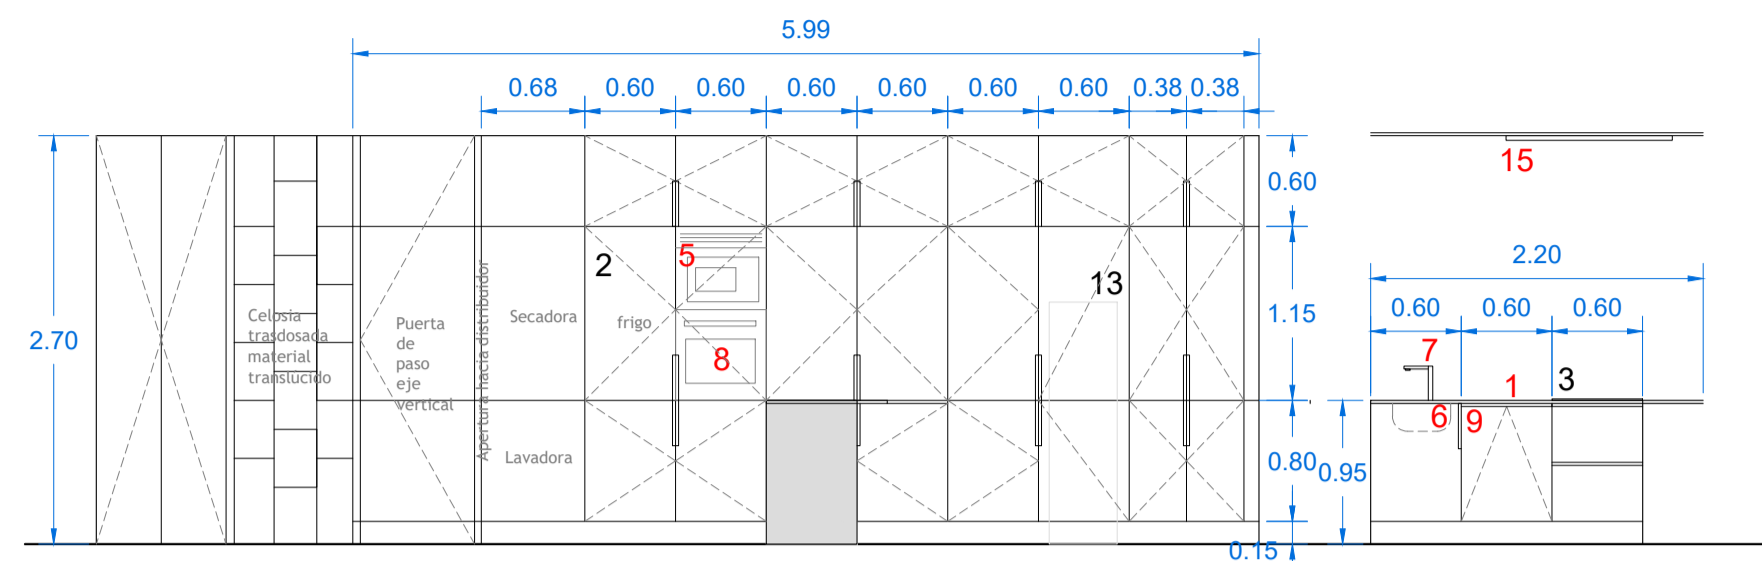 5.99
0.68 0.60 0.60 0.60 0.60 0.60 0.60 0.38 0.38
15
0.60
2.20
2
5
13
0.60 0.60 0.60
1.15
2.70
Celosia
trasdosada
material
translucido
Puerta
de
paso
eje
vertical
Apertura hacia distribuidor
Secadora
frigo
8
7
1
3
6
9
Lavadora
0.80
0.95
0.15